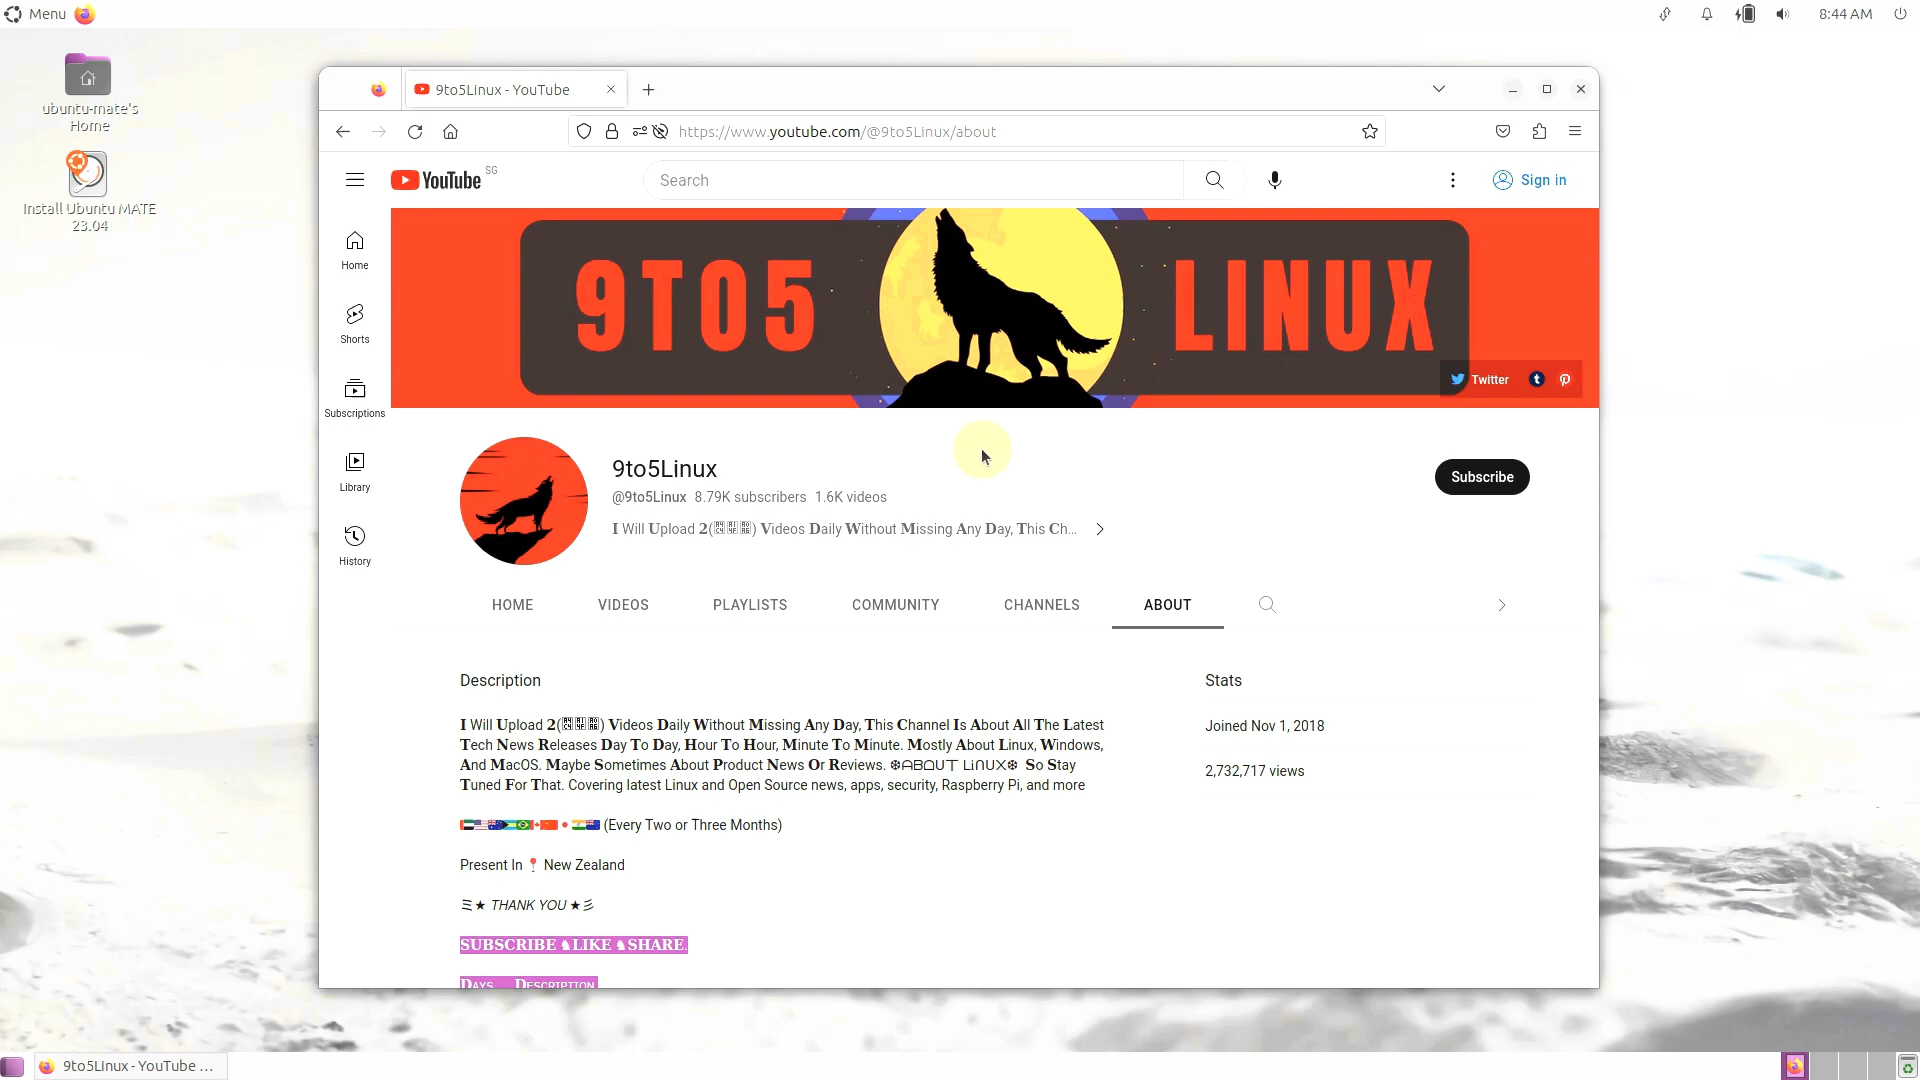 Menu
8:44 AM
ubuntu-mate's
Home
Install Ubuntu MATE
23.04
9to5Linux - YouTube
https://www.youtube.com/@9to5Linux/about
YouTube SG
Search
Sign in
Home
Shorts
Subscriptions
Library
History
9TO5 LINUX
Twitter
9to5Linux
@9to5Linux 8.79K subscribers 1.6K videos
I Will Upload 2( ) Videos Daily Without Missing Any Day, This Ch...
Subscribe
HOME VIDEOS PLAYLISTS COMMUNITY CHANNELS ABOUT
Description
I Will Upload 2( ) Videos Daily Without Missing Any Day, This Channel Is About All The Latest
Tech News Releases Day To Day, Hour To Hour, Minute To Minute. Mostly About Linux, Windows,
And MacOS. Maybe Sometimes About Product News Or Reviews. ❆ABOUT LiNUX❆ So Stay
Tuned For That. Covering latest Linux and Open Source news, apps, security, Raspberry Pi, and more
(Every Two or Three Months)
Present In 📍 New Zealand
ミ★ THANK YOU ★彡
SUBSCRIBE ♞LIKE ♞SHARE.
Days Description
Stats
Joined Nov 1, 2018
2,732,717 views
9to5Linux - YouTube ...